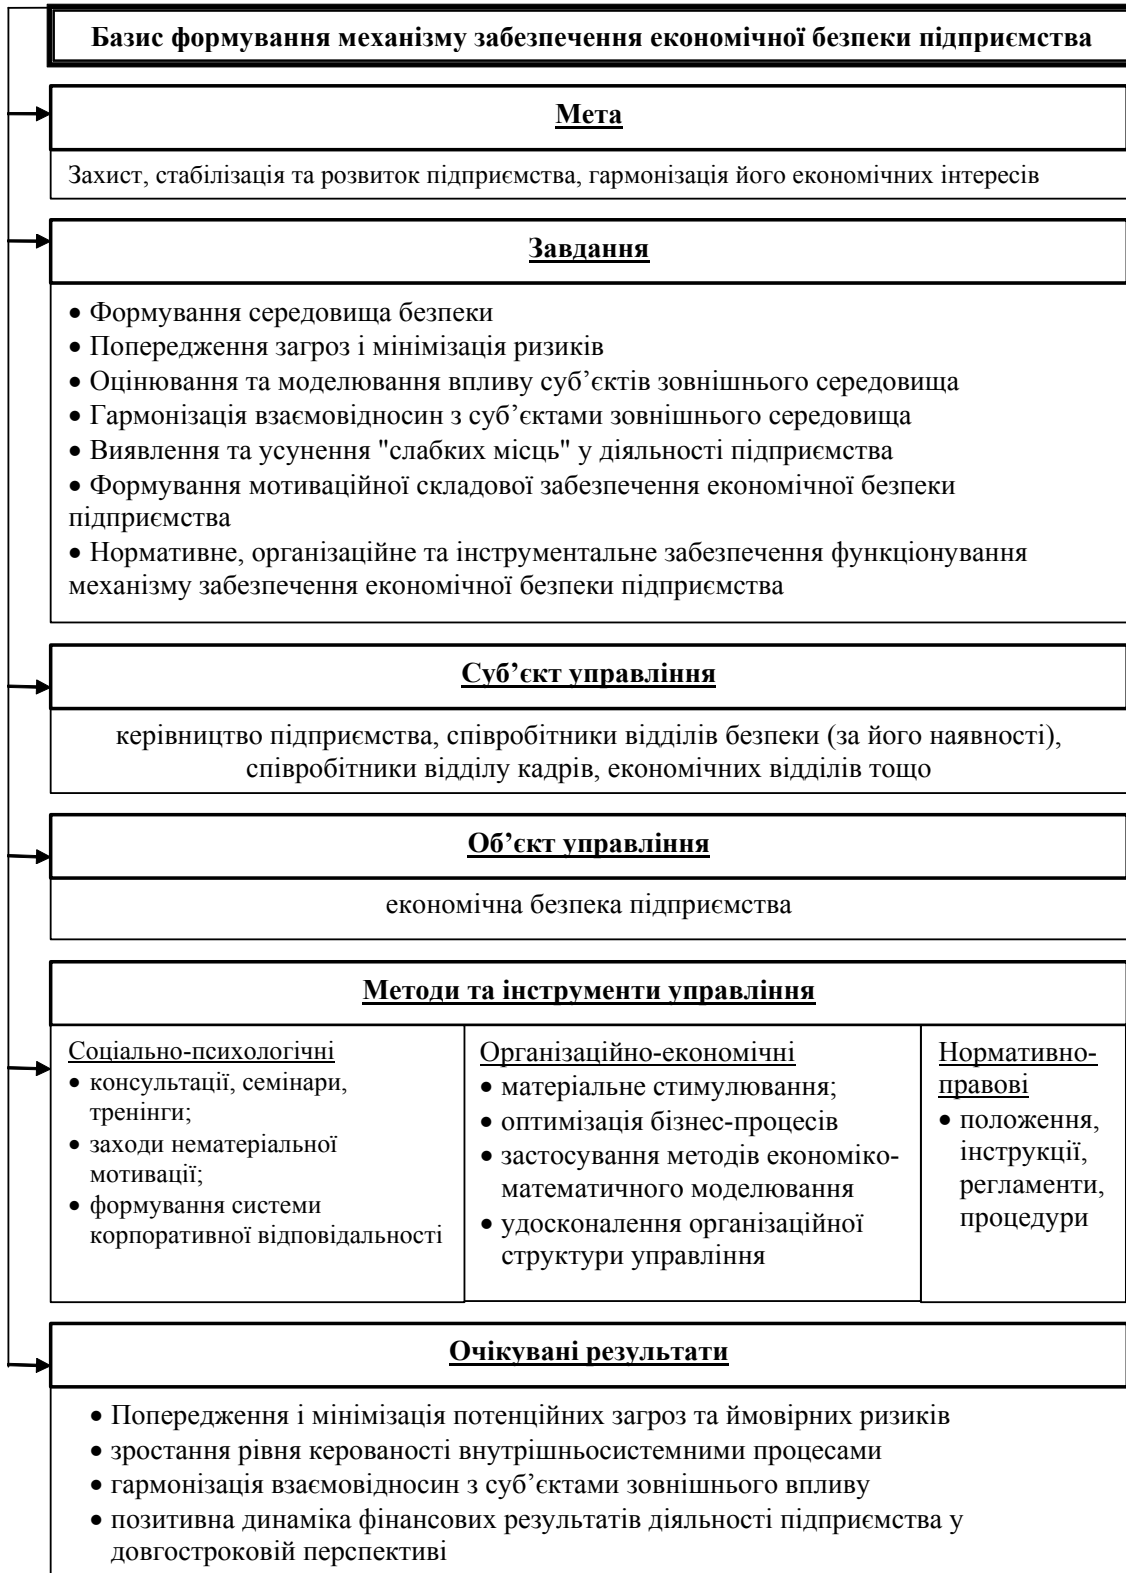 Базис формування механізму забезпечення економічної безпеки підприємства
Мета
Захист, стабілізація та розвиток підприємства, гармонізація його економічних інтересів
Завдання
• Формування середовища безпеки
• Попередження загроз і мінімізація ризиків
• Оцінювання та моделювання впливу суб’єктів зовнішнього середовища
• Гармонізація взаємовідносин з суб’єктами зовнішнього середовища
• Виявлення та усунення "слабких місць" у діяльності підприємства
• Формування мотиваційної складової забезпечення економічної безпеки
підприємства
• Нормативне, організаційне та інструментальне забезпечення функціонування
механізму забезпечення економічної безпеки підприємства
Суб’єкт управління
керівництво підприємства, співробітники відділів безпеки (за його наявності),
співробітники відділу кадрів, економічних відділів тощо
Об’єкт управління
економічна безпека підприємства
Методи та інструменти управління
Соціально-психологічні
• консультації, семінари,
тренінги;
• заходи нематеріальної
мотивації;
• формування системи
корпоративної відповідальності
Організаційно-економічні
• матеріальне стимулювання;
• оптимізація бізнес-процесів
• застосування методів економіко-
математичного моделювання
• удосконалення організаційної
структури управління
Нормативно-
правові
• положення,
інструкції,
регламенти,
процедури
Очікувані результати
• Попередження і мінімізація потенційних загроз та ймовірних ризиків
• зростання рівня керованості внутрішньосистемними процесами
• гармонізація взаємовідносин з суб’єктами зовнішнього впливу
• позитивна динаміка фінансових результатів діяльності підприємства у
довгостроковій перспективі